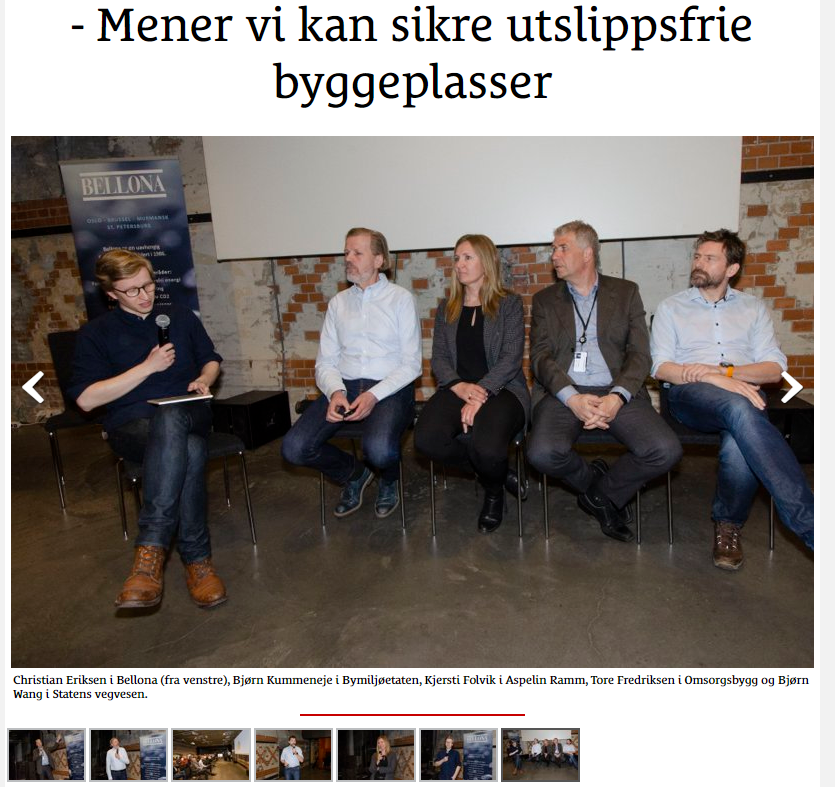 - Mener vi kan sikre utslippsfrie
byggeplasser
BELLONA
OSLO - BRUSSEL - MURMANSK
ST. PETERSBURG
Christian Eriksen i Bellona (fra venstre), Bjørn Kummeneje i Bymiljøetaten, Kjersti Folvik i Aspelin Ramm, Tore Fredriksen i Omsorgsbygg og Bjørn
Wang i Statens vegvesen.
BELLONA